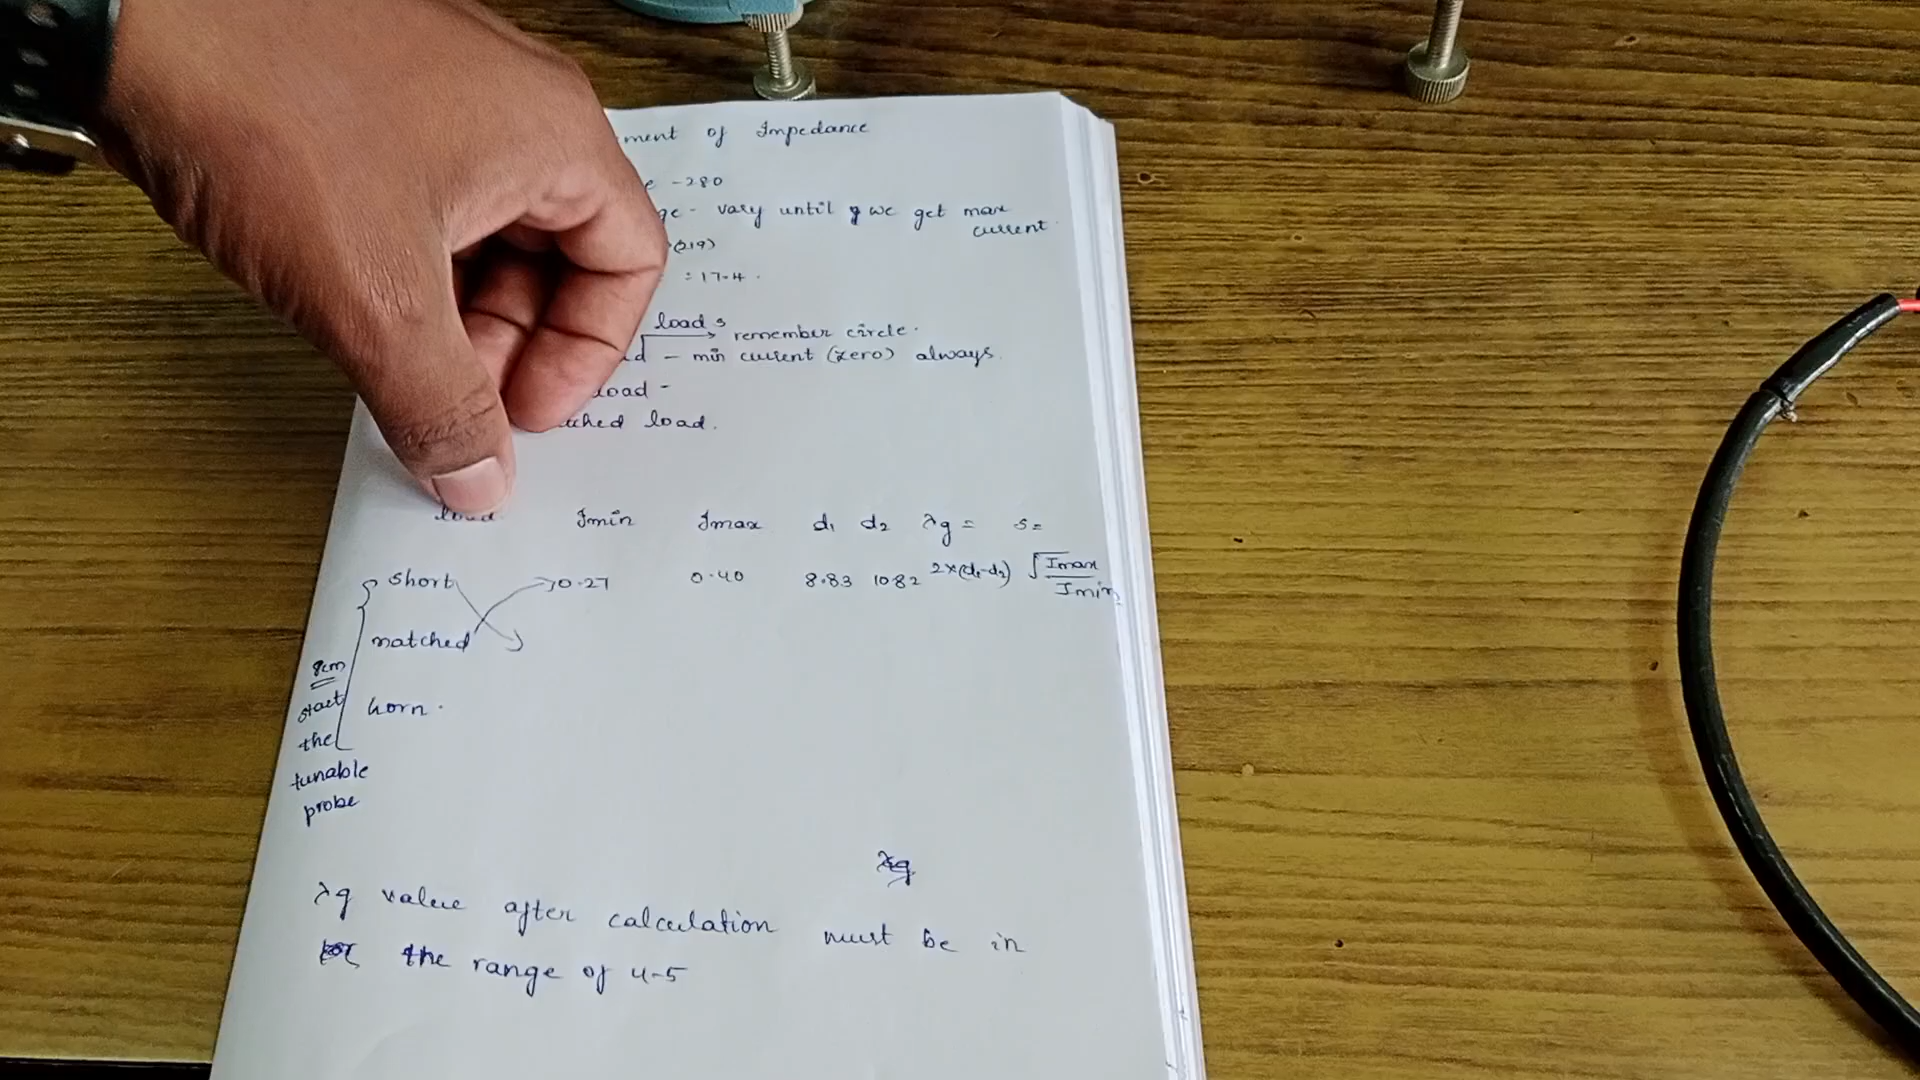 of Impedance
-280
- vary until we get max
current.
(219)
= 17.4.
loads
→ remember circle.
- min current (zero) always.
load -
load.
load Imin Imax d1 d2 λg = s =
short 0.27 0.40 8.83 10.82 2×(d1-d2) √Imax/Imin
matched
horn.
start
the
tunable
probe
λg
λg value after calculation must be in
the range of 4-5